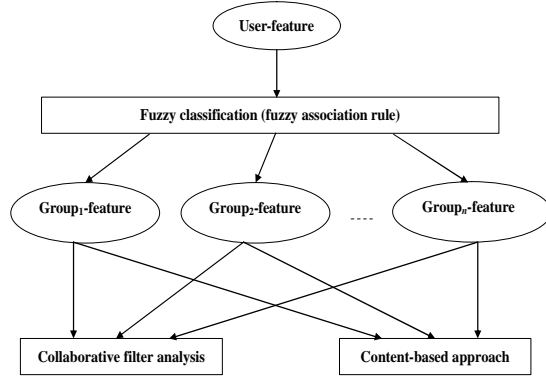 User-feature
Fuzzy classification (fuzzy association rule)
Group1-feature
Group2-feature
----
Groupn-feature
Collaborative filter analysis
Content-based approach